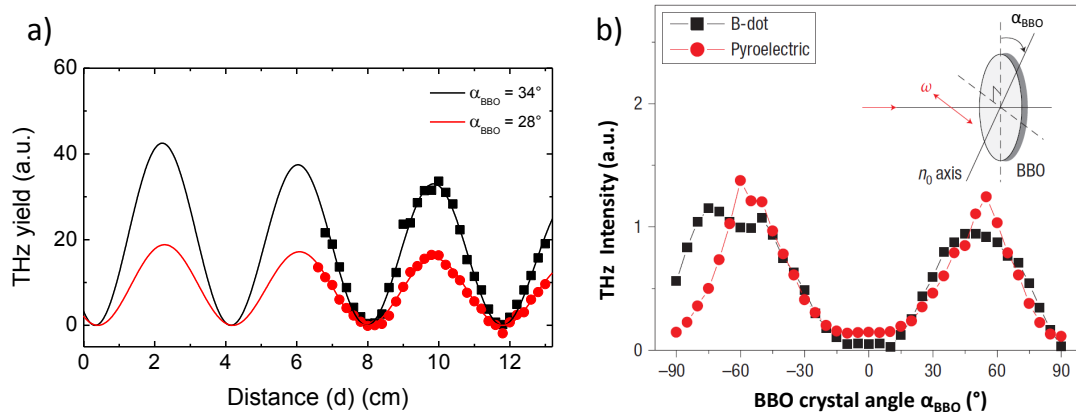 a)
60
40
20
0
THz yield (a.u.)
α_BBO = 34°
α_BBO = 28°
0 2 4 6 8 10 12
Distance (d) (cm)
b)
B-dot
Pyroelectric
α_BBO
ω
n_0 axis
BBO
2
1
0
THz Intensity (a.u.)
−90 −60 −30 0 30 60 90
BBO crystal angle α_BBO (°)